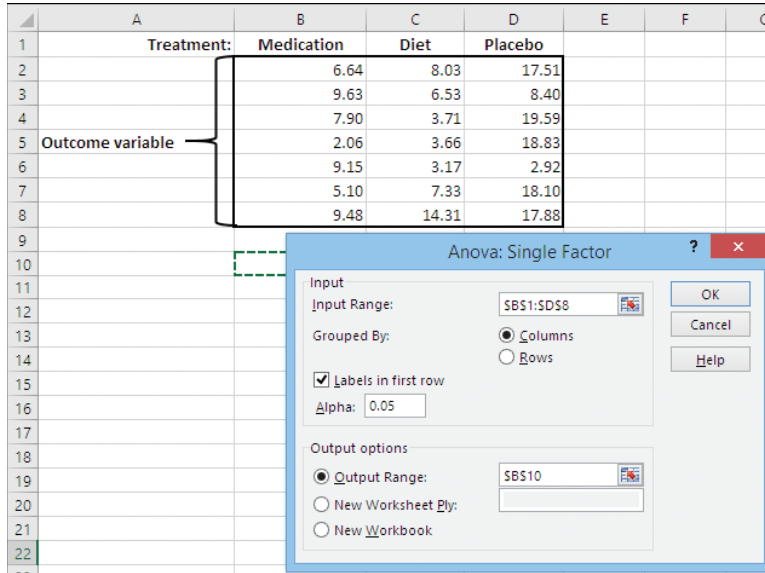 A B C D E F
1 Treatment: Medication Diet Placebo
2 6.64 8.03 17.51
3 9.63 6.53 8.40
4 7.90 3.71 19.59
5 Outcome variable 2.06 3.66 18.83
6 9.15 3.17 2.92
7 5.10 7.33 18.10
8 9.48 14.31 17.88
9
Anova: Single Factor ? ×
10
Input
11
Input Range: $B$1:$D$8 OK
12
Grouped By: Columns Cancel
13
Rows Help
14
Labels in first row
15
Alpha: 0.05
16
17
Output options
18
Output Range: $B$10
19
New Worksheet Ply:
20
New Workbook
21
22